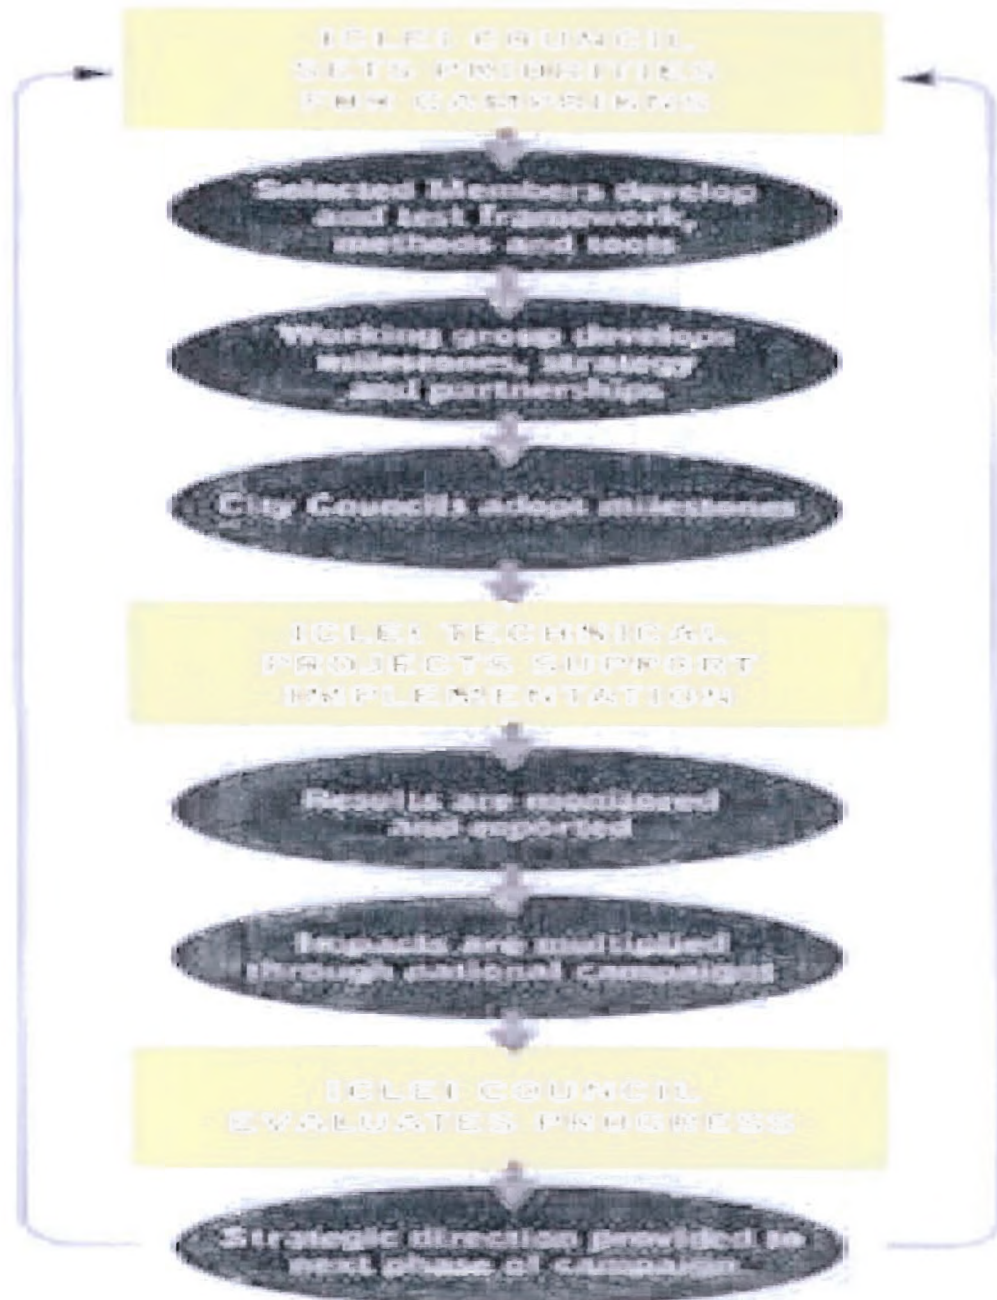 ICLEI COUNCIL
SETS PRIORITIES
FOR CAMPAIGNS
Selected Members develop
and test framework,
methods and tools
Working group develops
milestones, strategy
and partnerships
City Councils adopt milestones
ICLEI TECHNICAL
PROJECTS SUPPORT
IMPLEMENTATION
Results are monitored
and reported
Impacts are multiplied
through national campaigns
ICLEI COUNCIL
EVALUATES PROGRESS
Strategic direction provided to
next phase of campaign